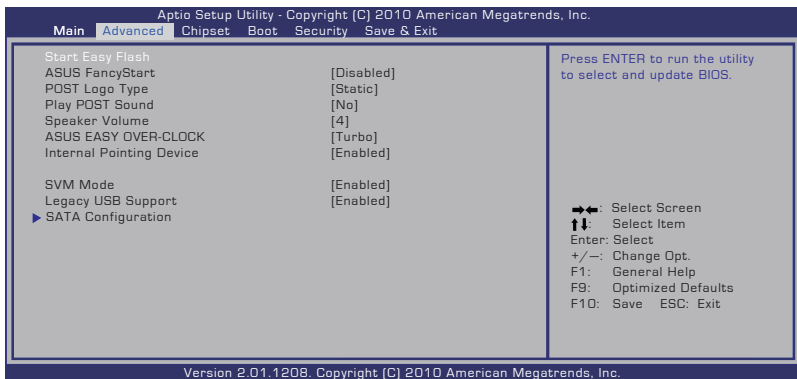 Aptio Setup Utility - Copyright (C) 2010 American Megatrends, Inc.
Main Advanced Chipset Boot Security Save & Exit
Start Easy Flash
ASUS FancyStart [Disabled]
POST Logo Type [Static]
Play POST Sound [No]
Speaker Volume [4]
ASUS EASY OVER-CLOCK [Turbo]
Internal Pointing Device [Enabled]
SVM Mode [Enabled]
Legacy USB Support [Enabled]
SATA Configuration
Press ENTER to run the utility
to select and update BIOS.
→←: Select Screen
↑↓: Select Item
Enter: Select
+/—: Change Opt.
F1: General Help
F9: Optimized Defaults
F10: Save ESC: Exit
Version 2.01.1208. Copyright (C) 2010 American Megatrends, Inc.